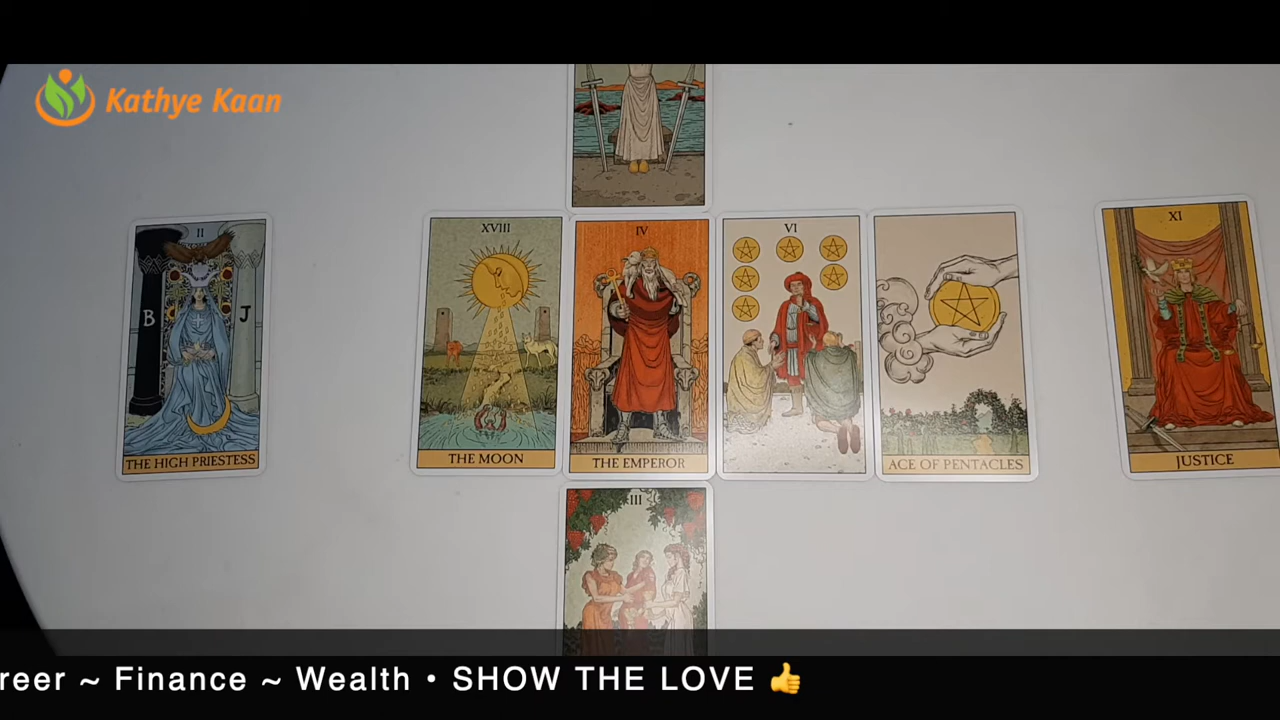 Kathye Kaan
II
B J
THE HIGH PRIESTESS
XVIII
THE MOON
IV
THE EMPEROR
VI
ACE OF PENTACLES
XI
JUSTICE
III
reer ~ Finance ~ Wealth • SHOW THE LOVE 👍